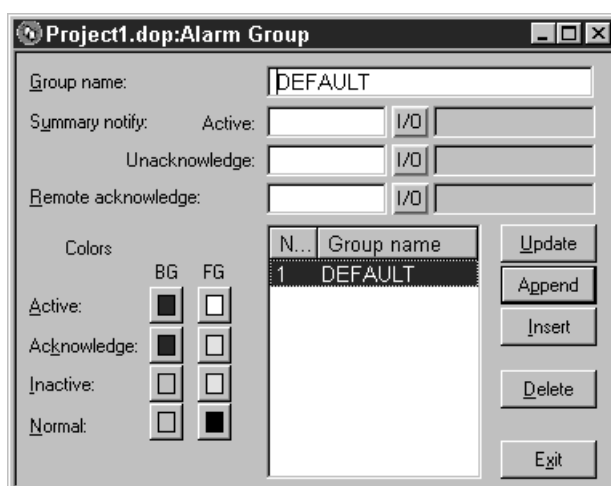 Project1.dop:Alarm Group
Group name: DEFAULT
Summary notify: Active: I/O
Unacknowledge: I/O
Remote acknowledge: I/O
Colors
BG FG
Active:
Acknowledge:
Inactive:
Normal:
N... Group name
1 DEFAULT
Update
Append
Insert
Delete
Exit